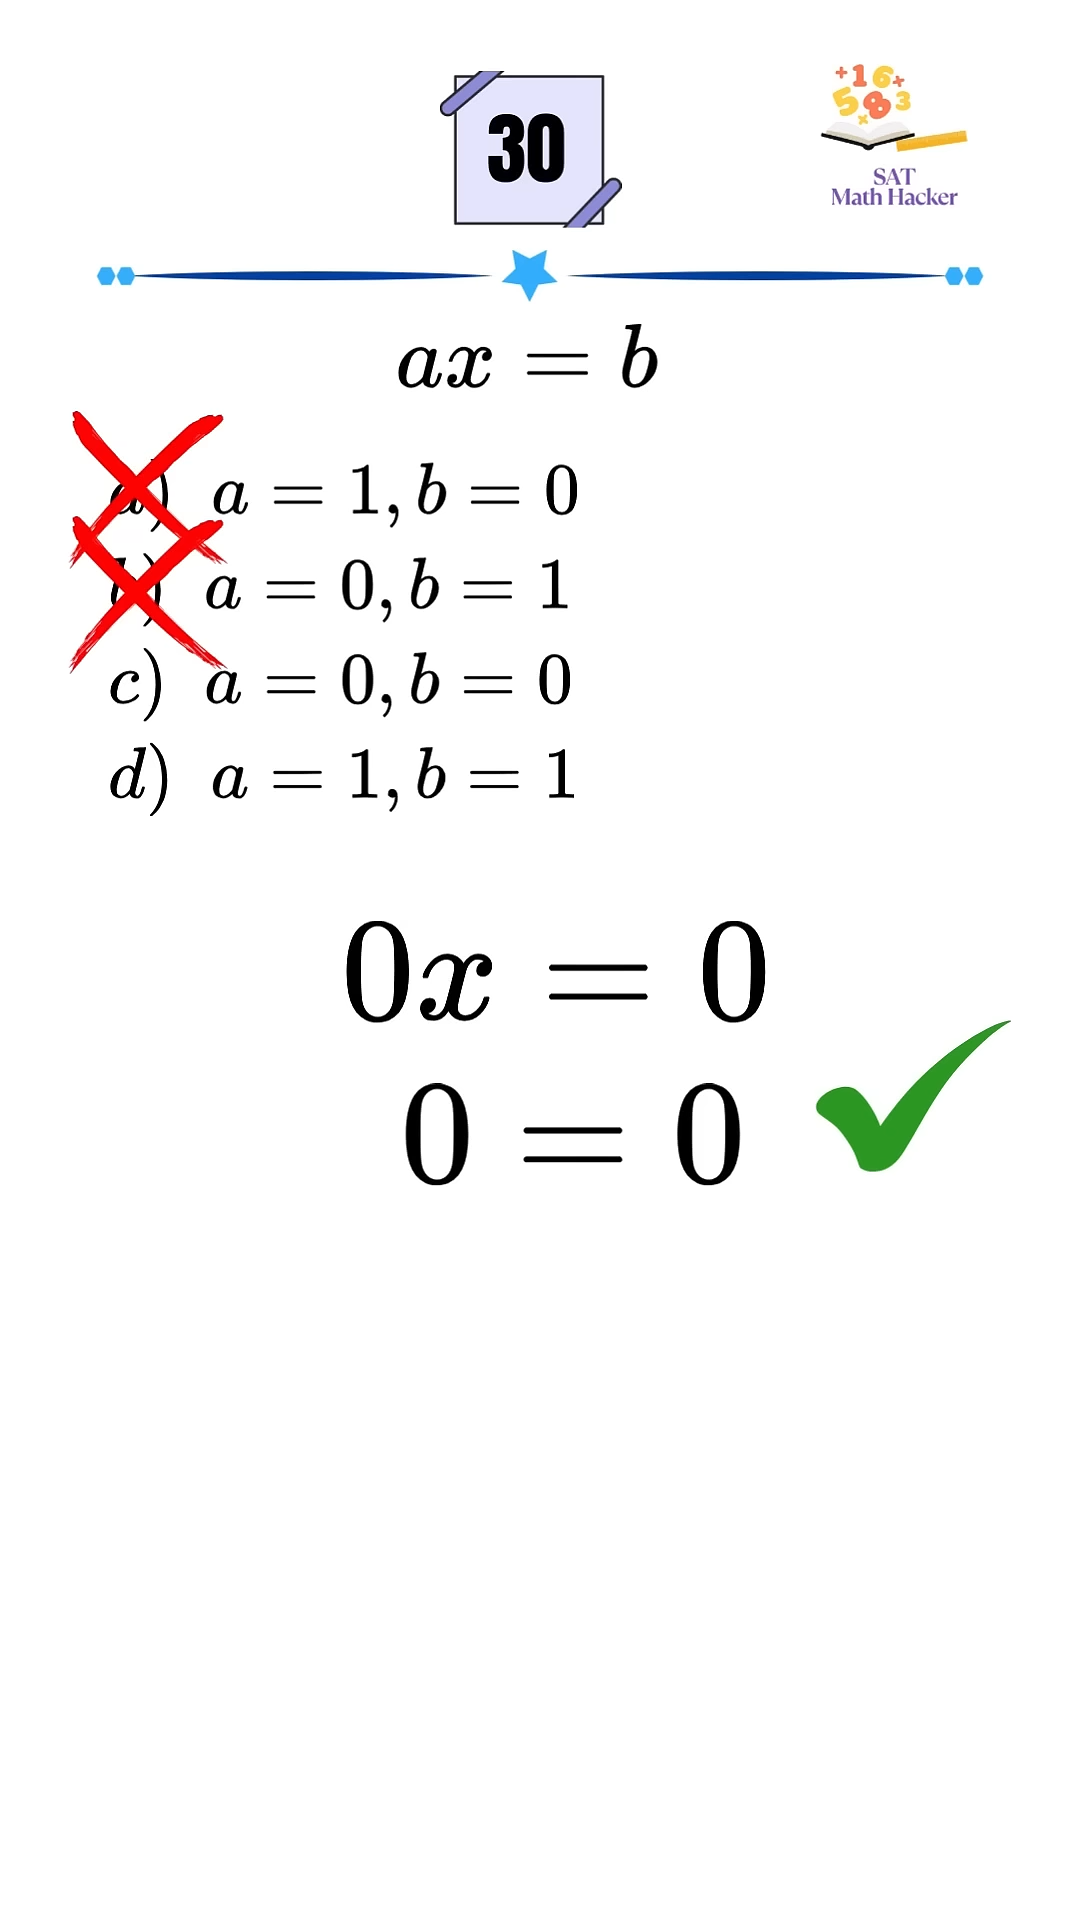 30
+16+
583
×
SAT
Math Hacker
ax = b
a) a = 1, b = 0
b) a = 0, b = 1
c) a = 0, b = 0
d) a = 1, b = 1
0x = 0
0 = 0